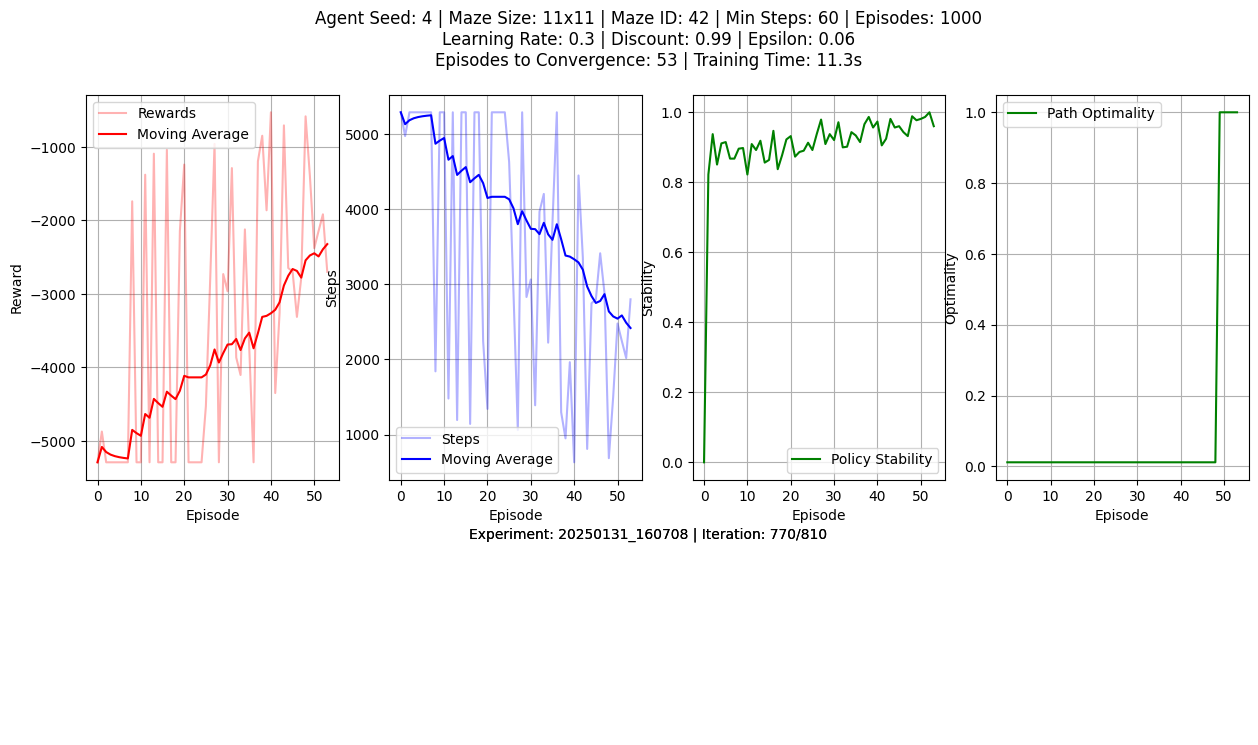 Agent Seed: 4 | Maze Size: 11x11 | Maze ID: 42 | Min Steps: 60 | Episodes: 1000
Learning Rate: 0.3 | Discount: 0.99 | Epsilon: 0.06
Episodes to Convergence: 53 | Training Time: 11.3s
Rewards
Moving Average
Reward
−1000
−2000
−3000
−4000
−5000
0 10 20 30 40 50
Episode
Steps
5000
4000
3000
2000
1000
Steps
Moving Average
0 10 20 30 40 50
Episode
Stability
1.0
0.8
0.6
0.4
0.2
0.0
Policy Stability
0 10 20 30 40 50
Episode
Optimality
Path Optimality
1.0
0.8
0.6
0.4
0.2
0.0
0 10 20 30 40 50
Episode
Experiment: 20250131_160708 | Iteration: 770/810